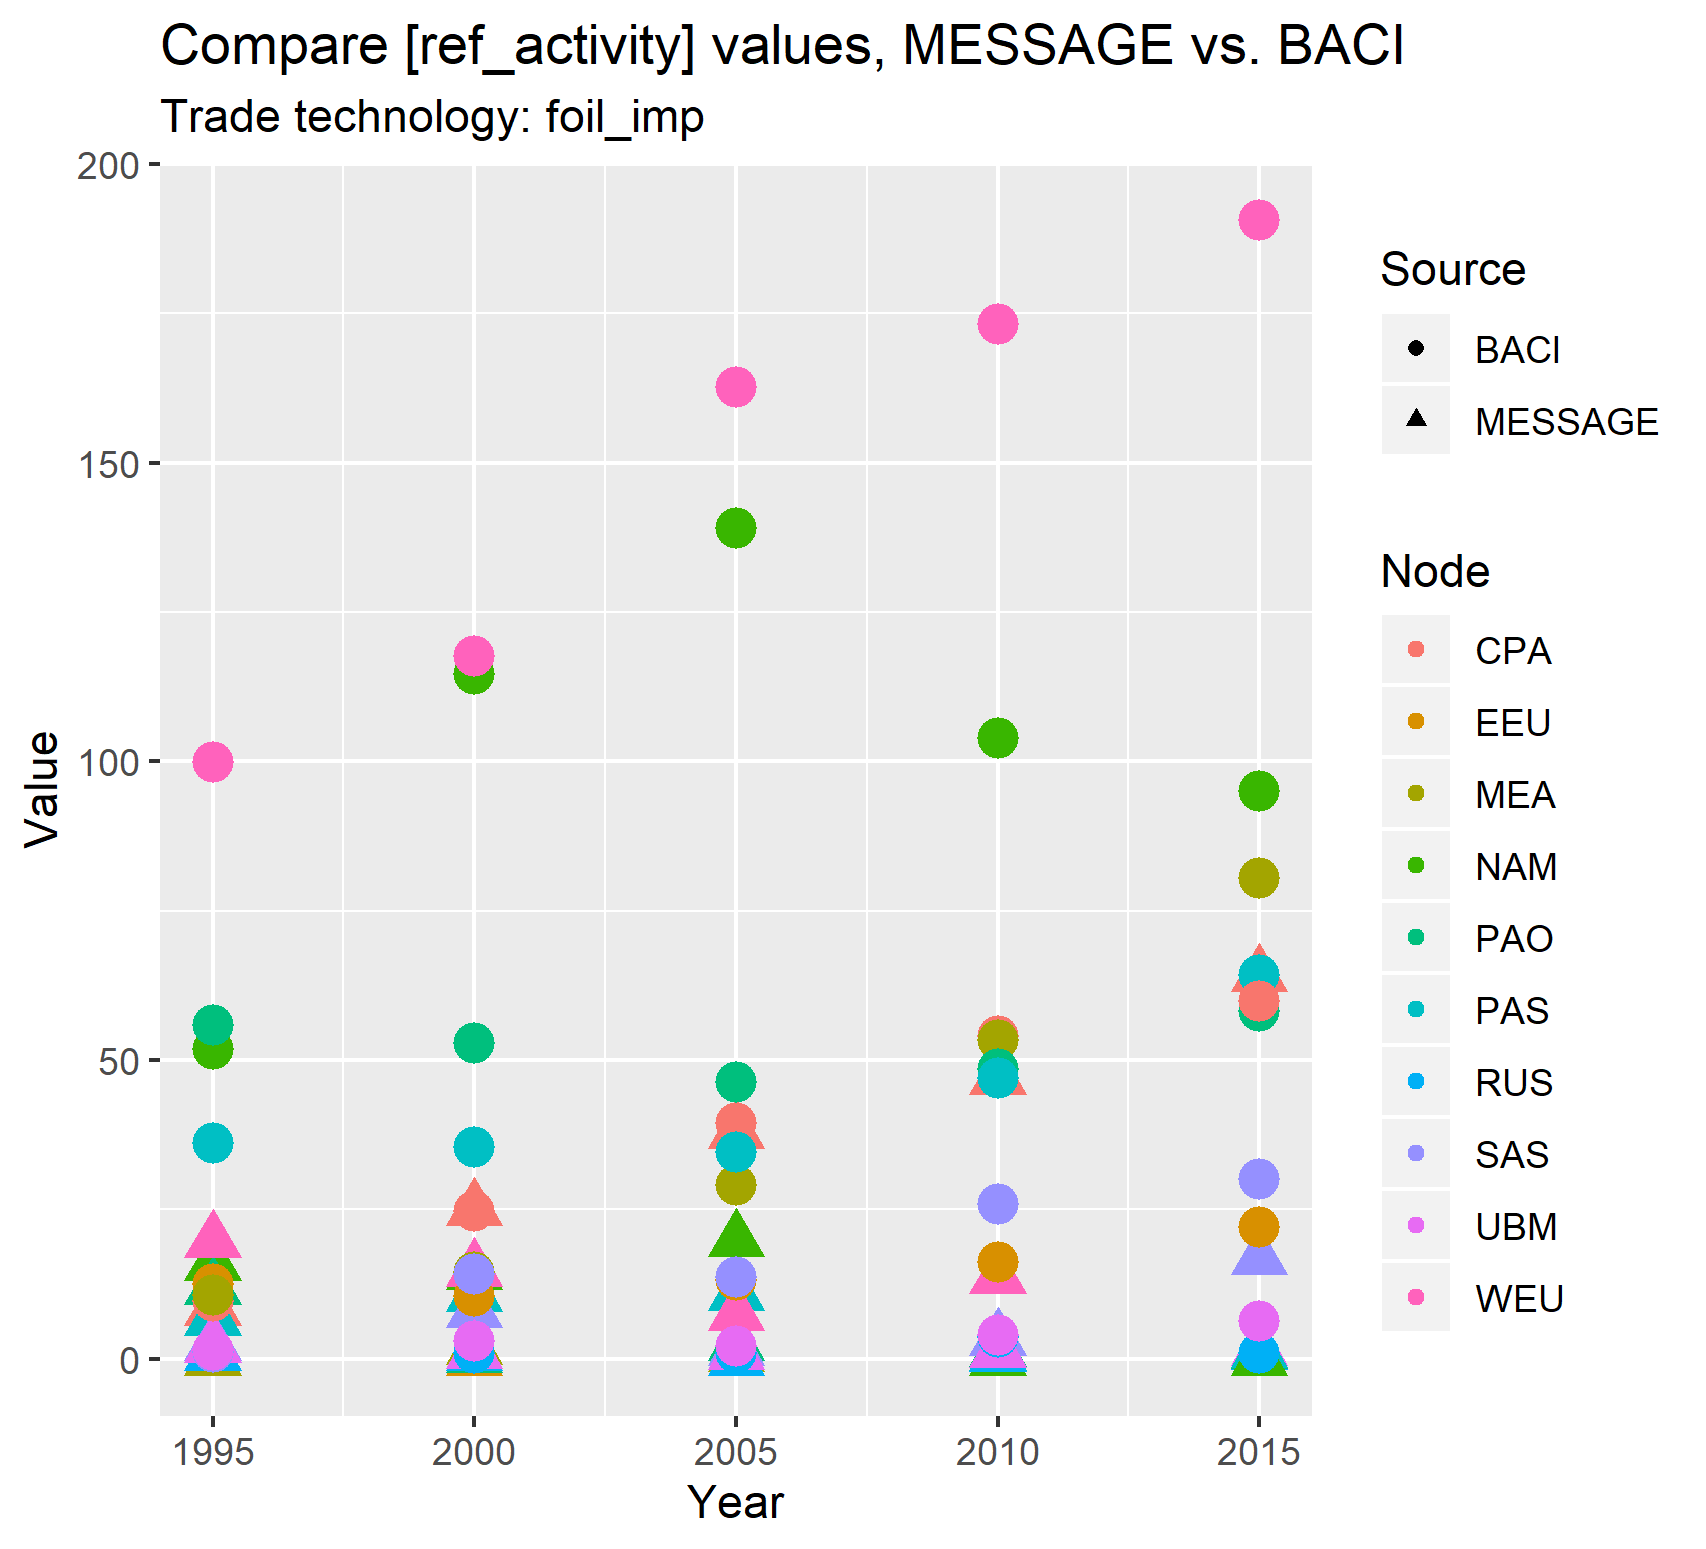 Compare [ref_activity] values, MESSAGE vs. BACI
Trade technology: foil_imp
200
150
100
50
0
Value
1995 2000 2005 2010 2015
Year
Source
BACI
MESSAGE
Node
CPA
EEU
MEA
NAM
PAO
PAS
RUS
SAS
UBM
WEU